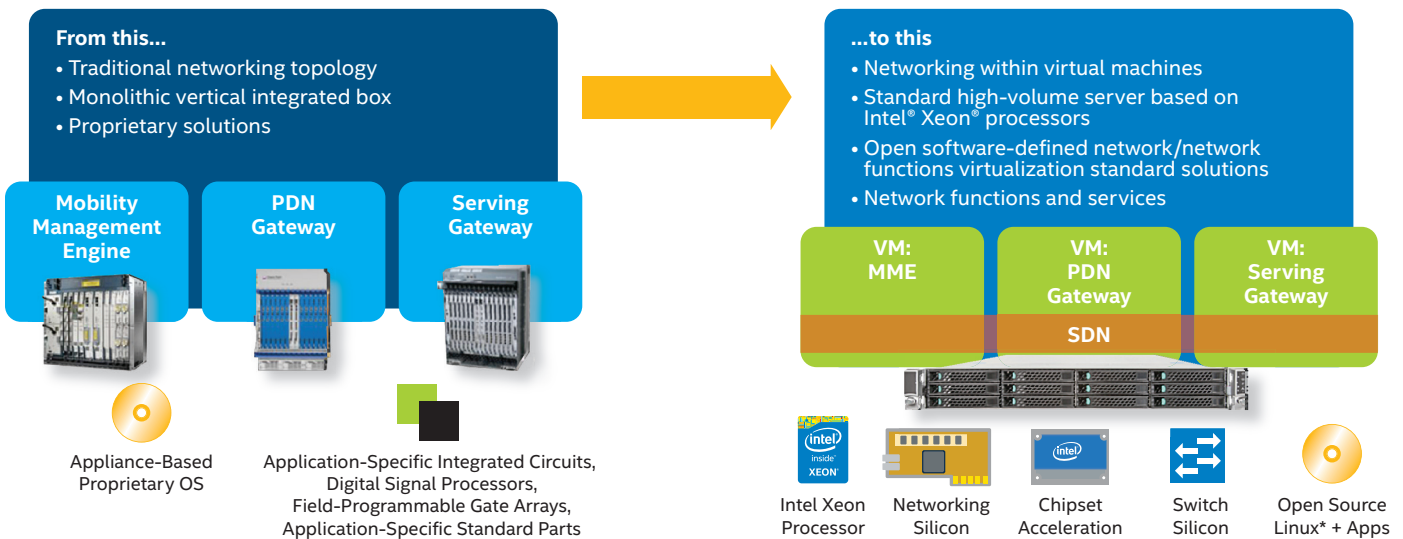 From this...
• Traditional networking topology
• Monolithic vertical integrated box
• Proprietary solutions
Mobility
Management
Engine
PDN
Gateway
Serving
Gateway
Appliance-Based
Proprietary OS
Application-Specific Integrated Circuits,
Digital Signal Processors,
Field-Programmable Gate Arrays,
Application-Specific Standard Parts
...to this
• Networking within virtual machines
• Standard high-volume server based on
Intel® Xeon® processors
• Open software-defined network/network
functions virtualization standard solutions
• Network functions and services
VM:
MME
VM:
PDN
Gateway
VM:
Serving
Gateway
SDN
intel
inside
XEON
Intel Xeon
Processor
Networking
Silicon
intel
Chipset
Acceleration
Switch
Silicon
Open Source
Linux* + Apps